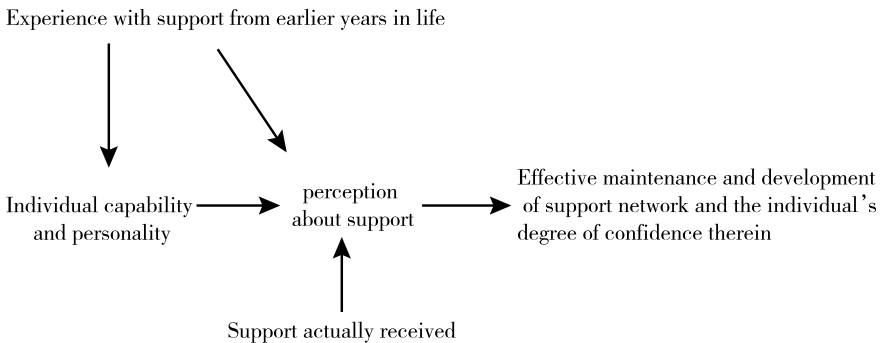 Experience with support from earlier years in life
Individual capability
and personality
perception
about support
Effective maintenance and development
of support network and the individual's
degree of confidence therein
Support actually received